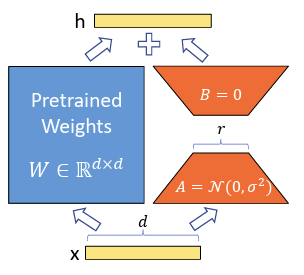 h
Pretrained
Weights
W ∈ ℝ^{d×d}
B = 0
r
A = 𝒩(0, σ²)
d
x